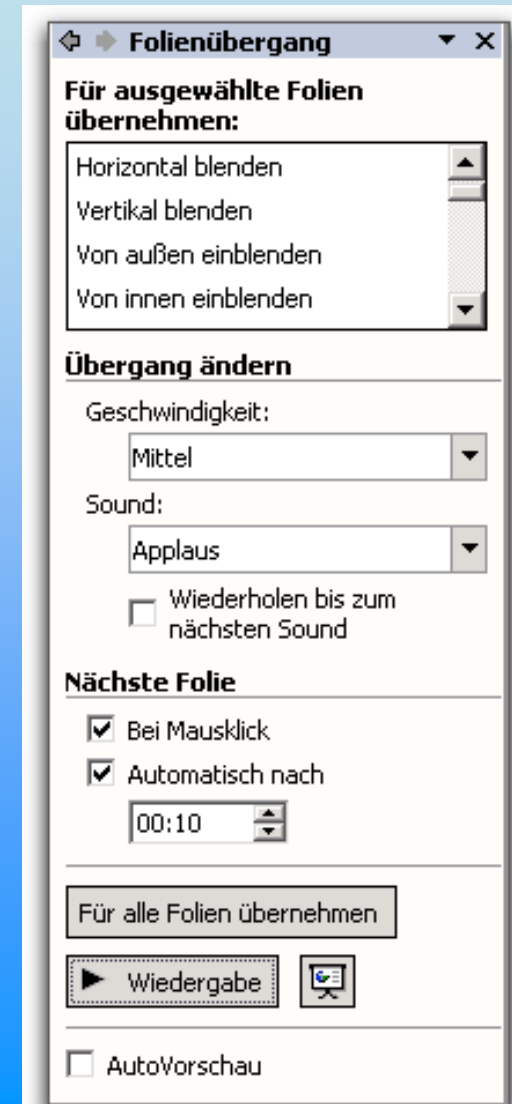 Folienübergang
Für ausgewählte Folien
übernehmen:
Horizontal blenden
Vertikal blenden
Von außen einblenden
Von innen einblenden
Übergang ändern
Geschwindigkeit:
Mittel
Sound:
Applaus
Wiederholen bis zum
nächsten Sound
Nächste Folie
Bei Mausklick
Automatisch nach
00:10
Für alle Folien übernehmen
Wiedergabe
AutoVorschau